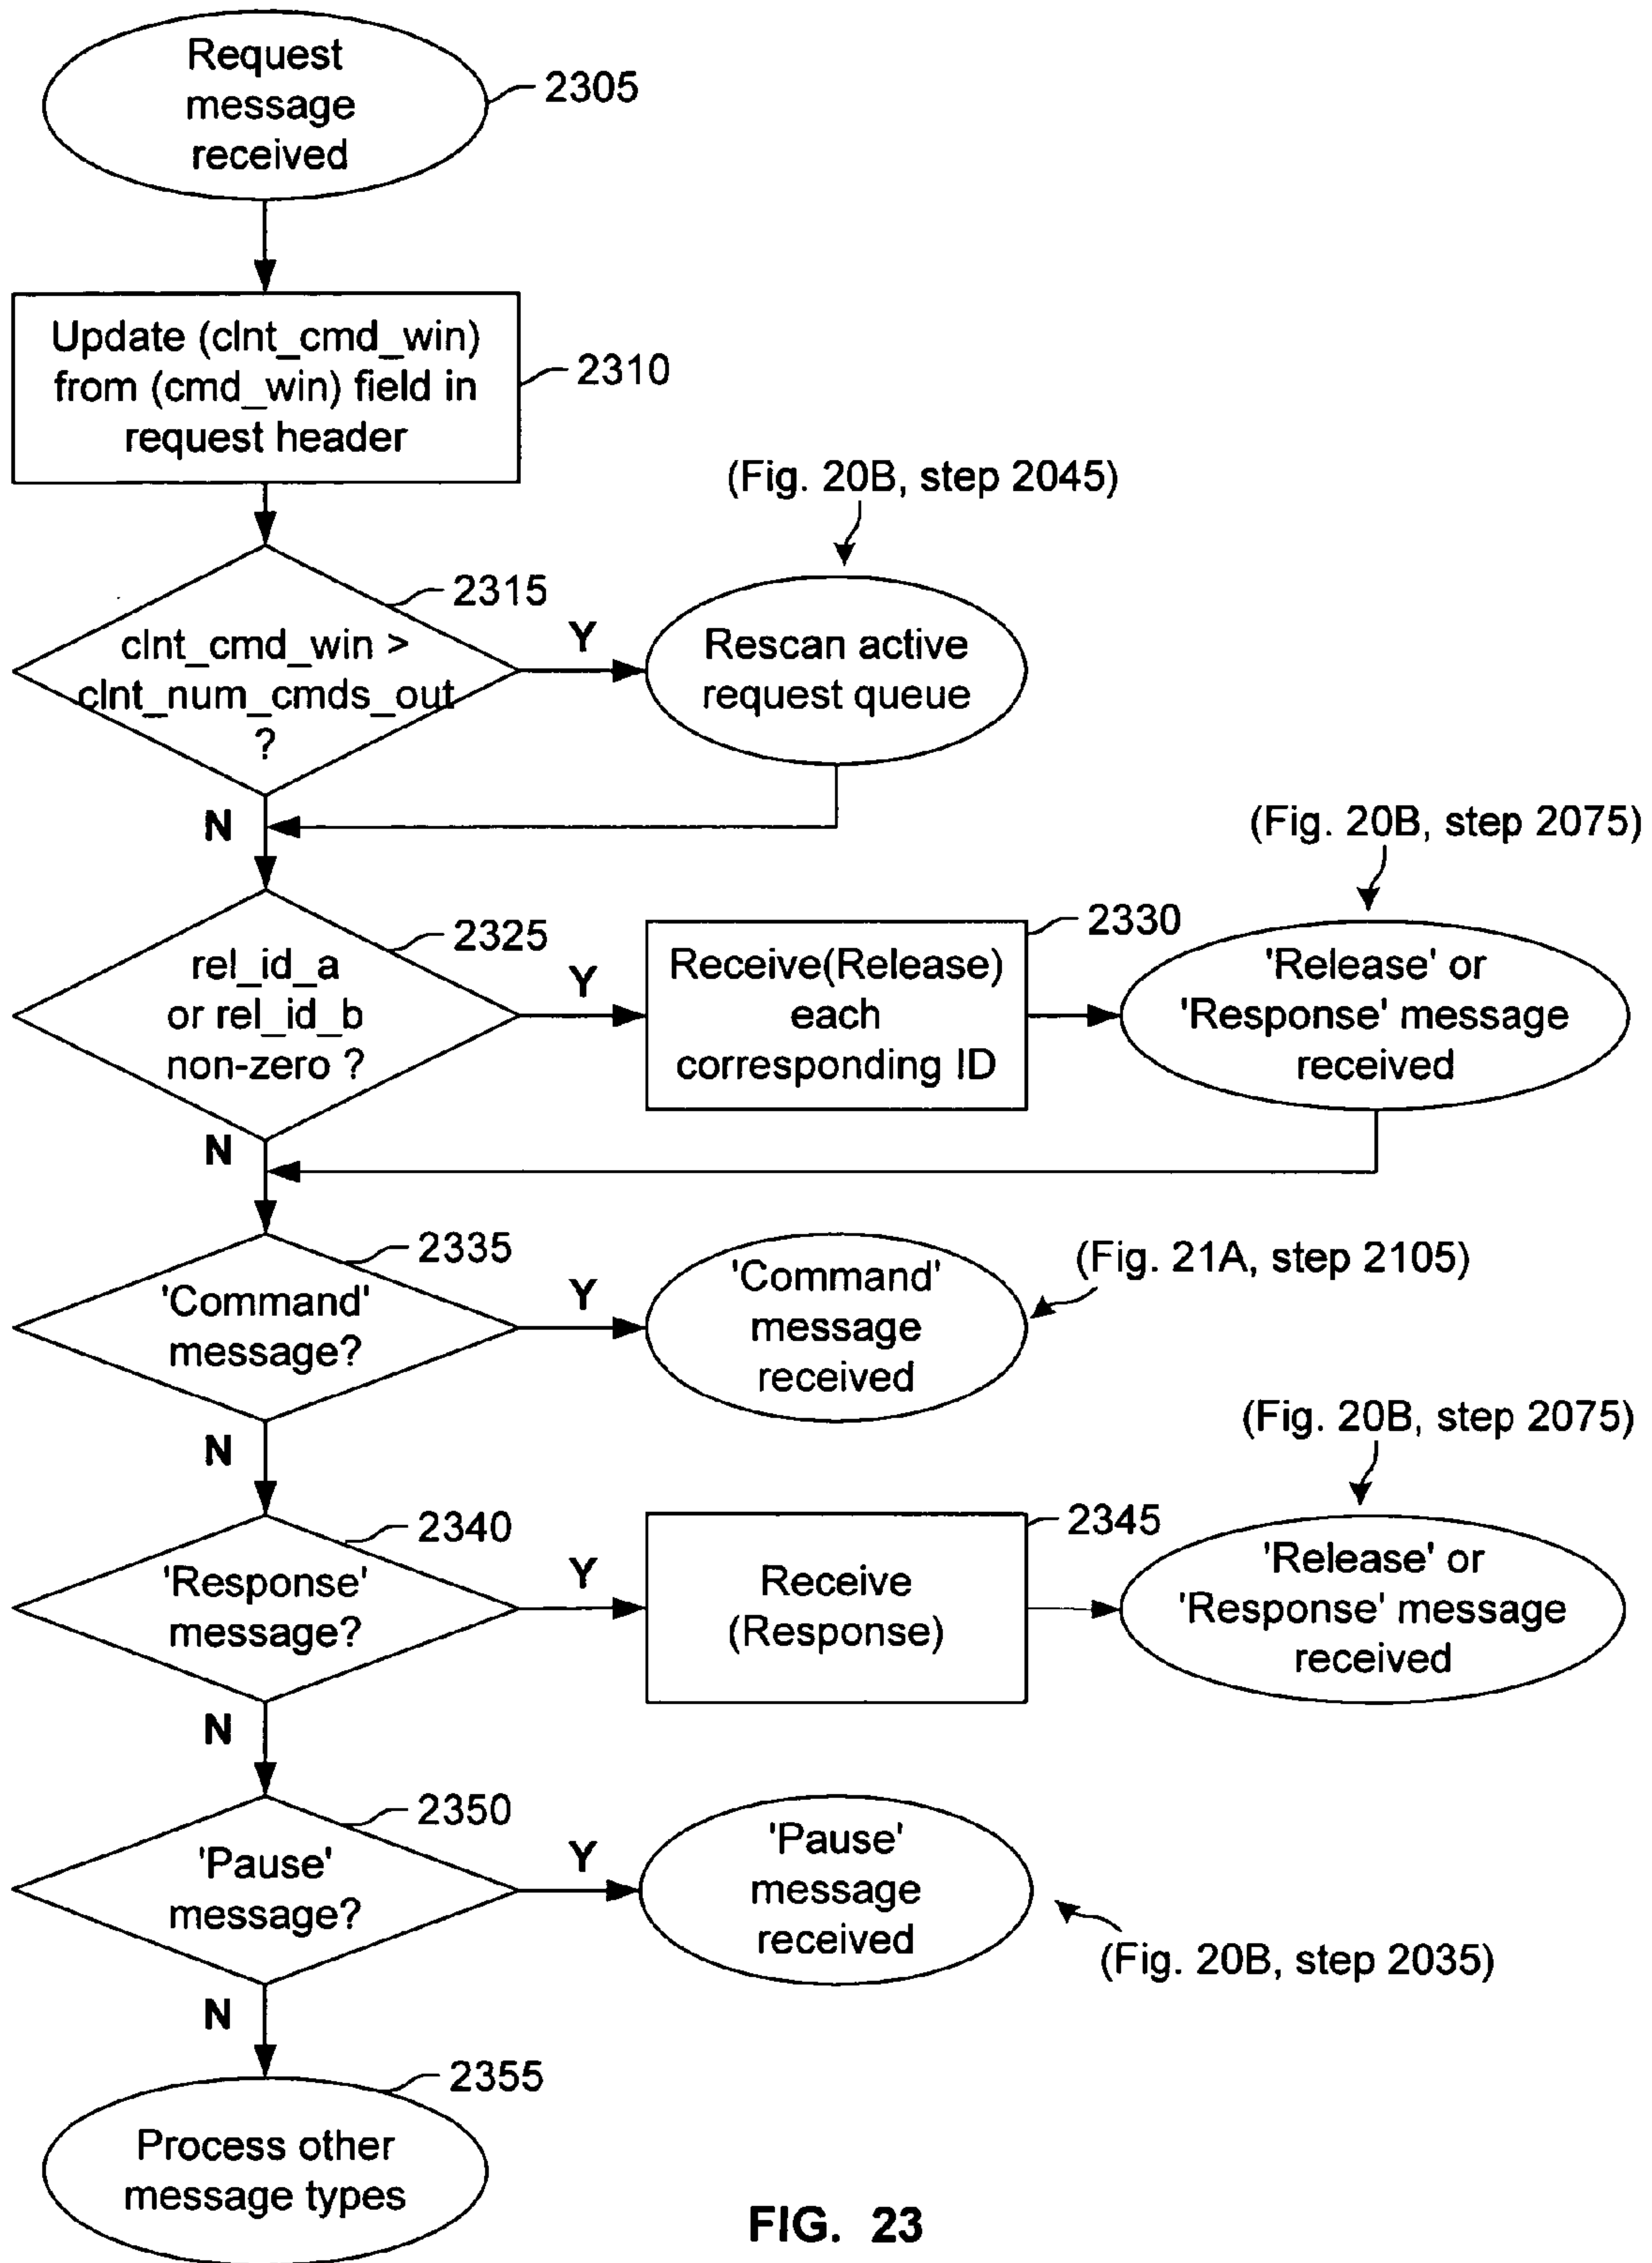 Request
message
received
2305
Update (clnt_cmd_win)
from (cmd_win) field in
request header
2310
(Fig. 20B, step 2045)
2315
clnt_cmd_win >
clnt_num_cmds_out
?
Y
Rescan active
request queue
N
(Fig. 20B, step 2075)
2325
rel_id_a
or rel_id_b
non-zero ?
Y
2330
Receive(Release)
each
corresponding ID
'Release' or
'Response' message
received
N
2335
'Command'
message?
Y
'Command'
message
received
(Fig. 21A, step 2105)
N
(Fig. 20B, step 2075)
2340
'Response'
message?
Y
2345
Receive
(Response)
'Release' or
'Response' message
received
N
2350
'Pause'
message?
Y
'Pause'
message
received
(Fig. 20B, step 2035)
N
2355
Process other
message types
FIG. 23